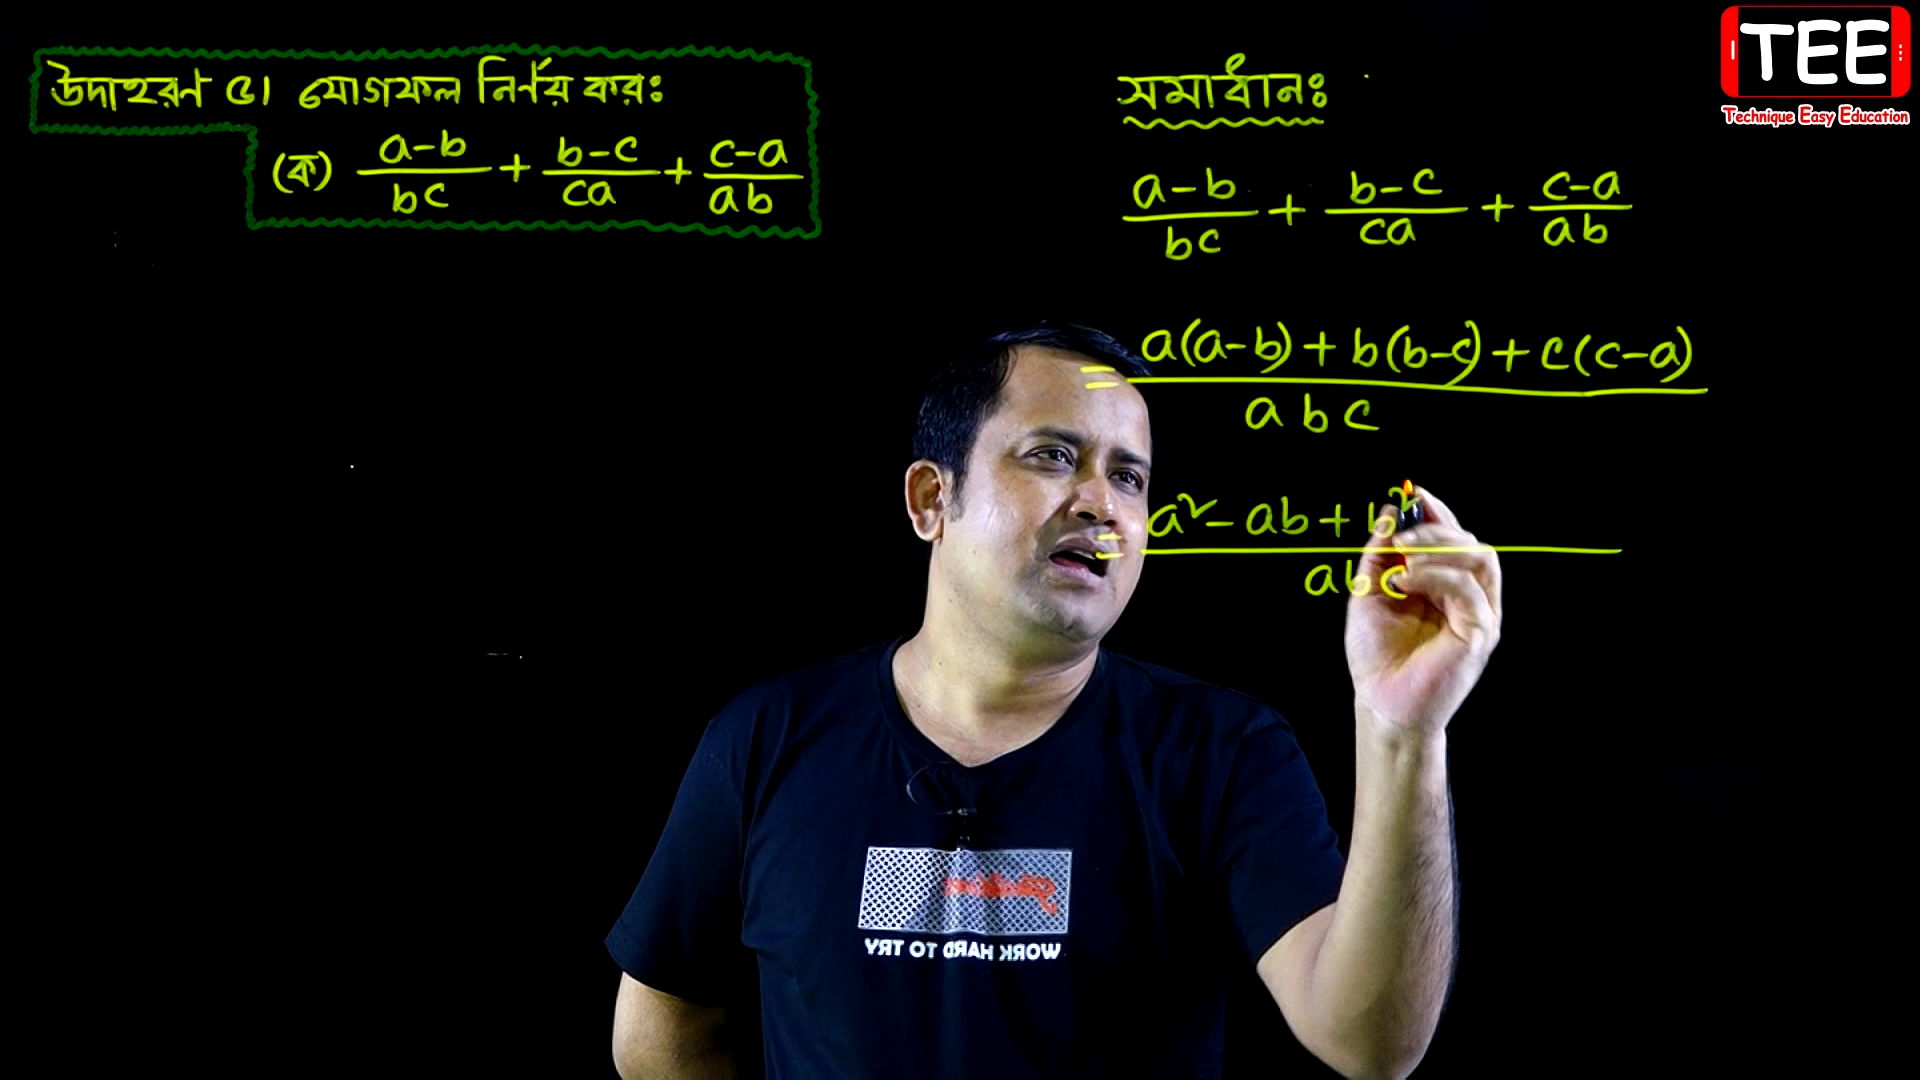 উদাহরণ ৫। যোগফল নির্ণয় করঃ
(ক) a-b/bc + b-c/ca + c-a/ab
সমাধানঃ
a-b/bc + b-c/ca + c-a/ab
= a(a-b) + b(b-c) + c(c-a)/abc
= a² - ab + b²/abc
TEE
Technique Easy Education
WORK HARD TO TRY